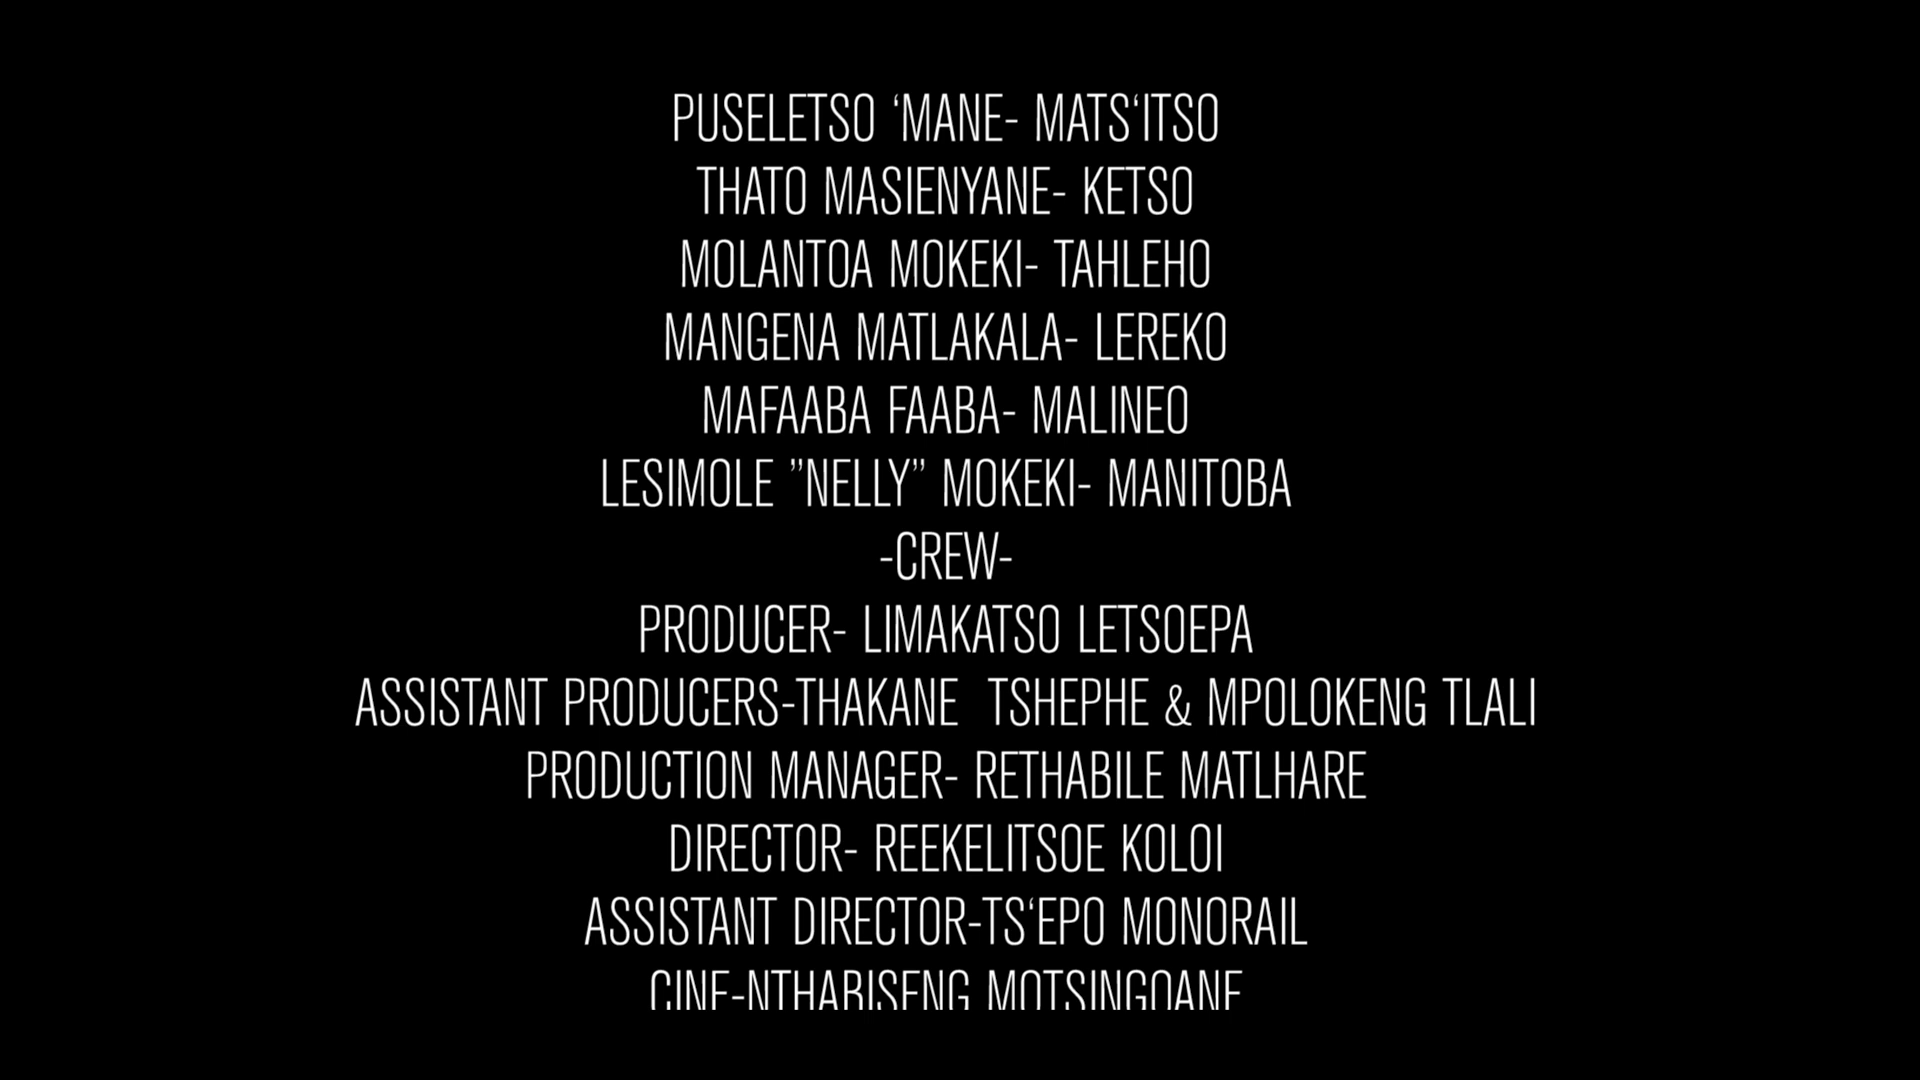 PUSELETSO ‘MANE- MATS‘ITSO
THATO MASIENYANE- KETSO
MOLANTOA MOKEKI- TAHLEHO
MANGENA MATLAKALA- LEREKO
MAFAABA FAABA- MALINEO
LESIMOLE ”NELLY” MOKEKI- MANITOBA
-CREW-
PRODUCER- LIMAKATSO LETSOEPA
ASSISTANT PRODUCERS-THAKANE  TSHEPHE & MPOLOKENG TLALI
PRODUCTION MANAGER- RETHABILE MATLHARE
DIRECTOR- REEKELITSOE KOLOI
ASSISTANT DIRECTOR-TS‘EPO MONORAIL
CINE-NTHABISENG MOTSINGOANE